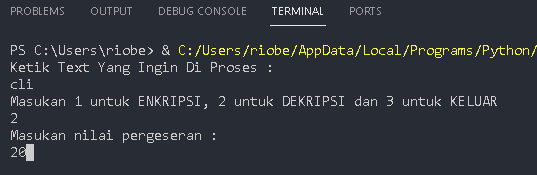 PROBLEMS OUTPUT DEBUG CONSOLE TERMINAL PORTS
PS C:\Users\riobe> & C:/Users/riobe/AppData/Local/Programs/Python/
Ketik Text Yang Ingin Di Proses :
cli
Masukan 1 untuk ENKRIPSI, 2 untuk DEKRIPSI dan 3 untuk KELUAR
2
Masukan nilai pergeseran :
20